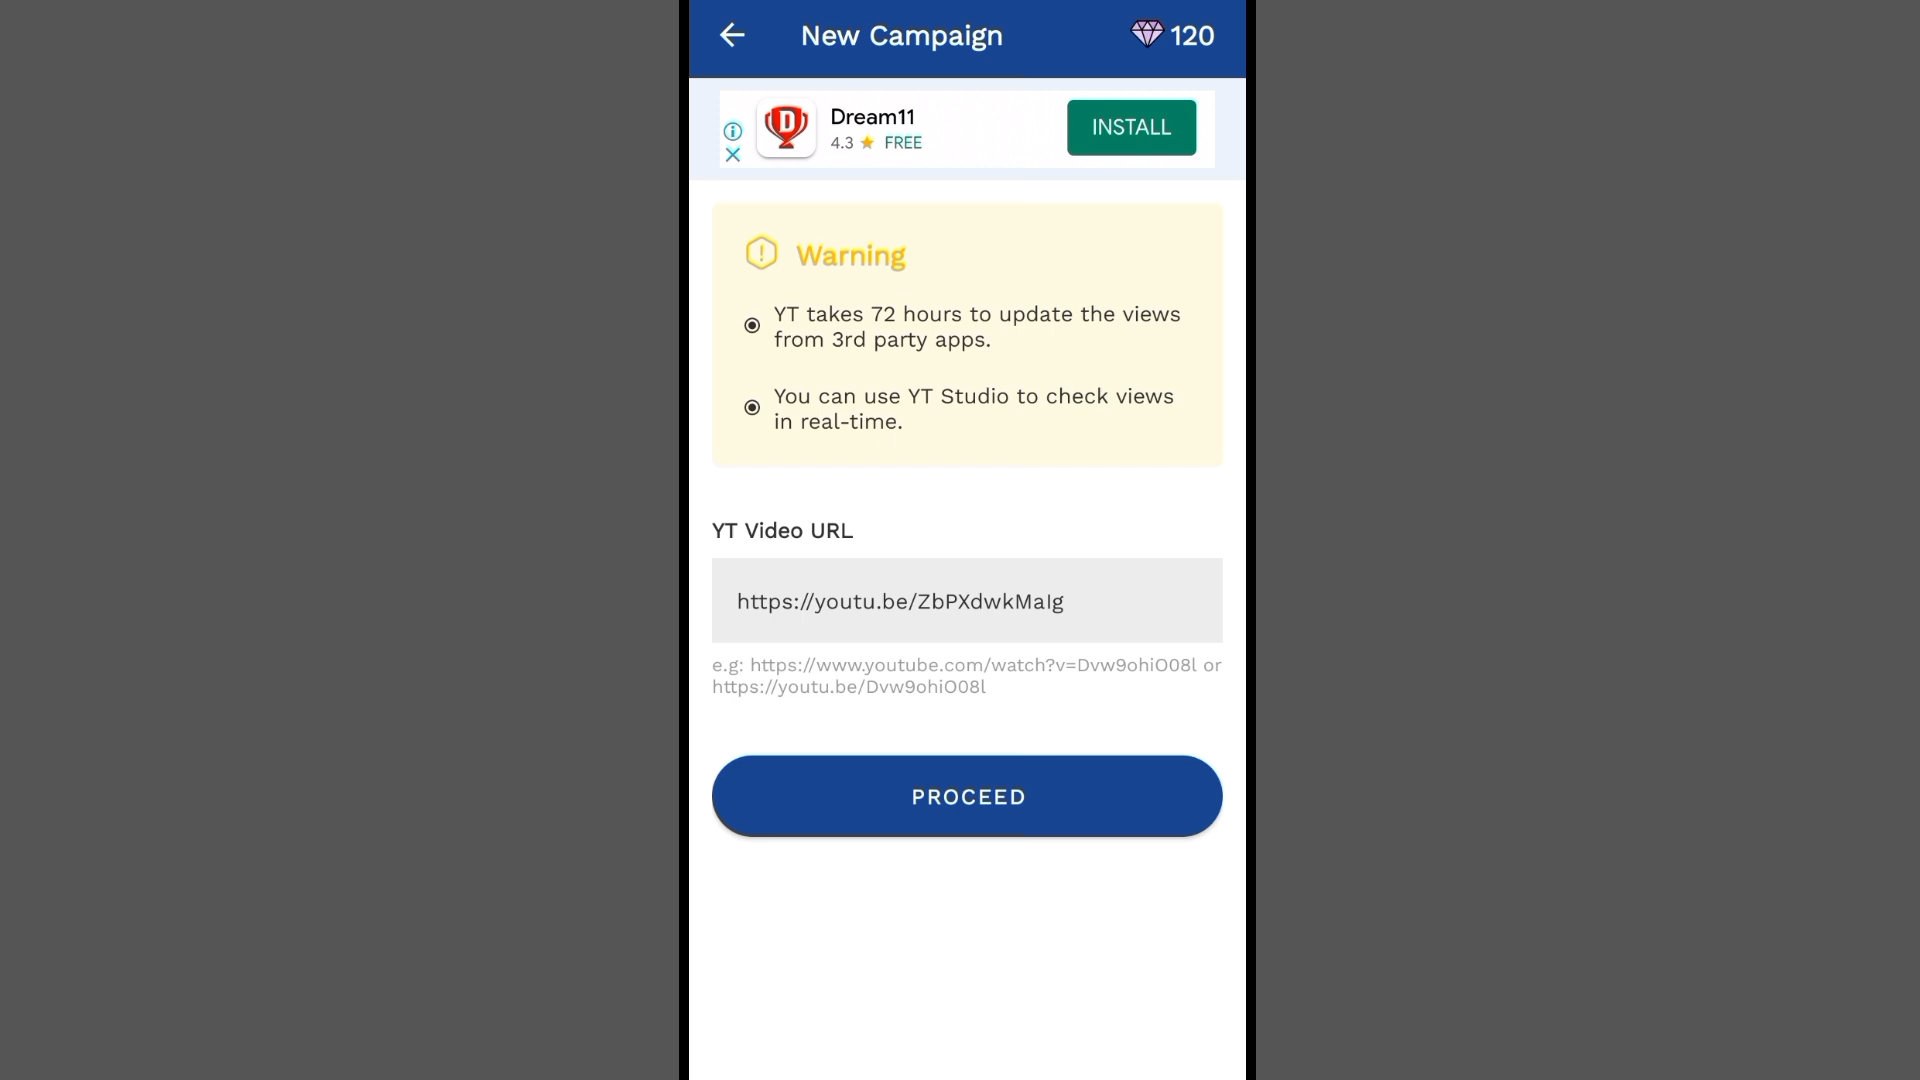 New Campaign
120
Dream11
4.3 ★ FREE
INSTALL
Warning
YT takes 72 hours to update the views
from 3rd party apps.
You can use YT Studio to check views
in real-time.
YT Video URL
https://youtu.be/ZbPXdwkMaIg
e.g: https://www.youtube.com/watch?v=Dvw9ohiO08l or
https://youtu.be/Dvw9ohiO08l
PROCEED